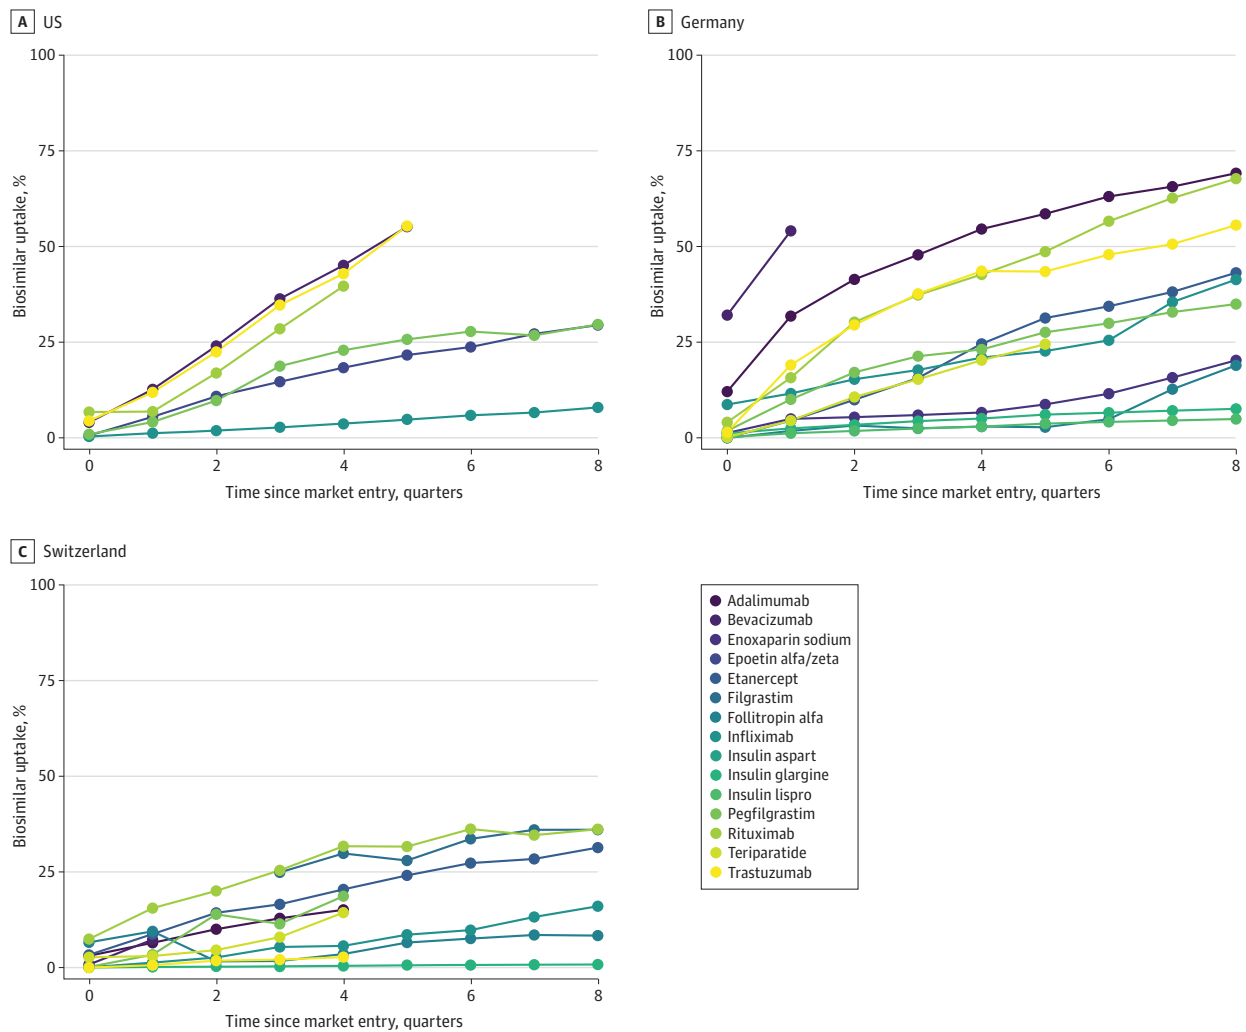 A US
100
75
50
25
0
Biosimilar uptake, %
0 2 4 6 8
Time since market entry, quarters
B Germany
100
75
50
25
0
Biosimilar uptake, %
0 2 4 6 8
Time since market entry, quarters
C Switzerland
100
75
50
25
0
Biosimilar uptake, %
0 2 4 6 8
Time since market entry, quarters
Adalimumab
Bevacizumab
Enoxaparin sodium
Epoetin alfa/zeta
Etanercept
Filgrastim
Follitropin alfa
Infliximab
Insulin aspart
Insulin glargine
Insulin lispro
Pegfilgrastim
Rituximab
Teriparatide
Trastuzumab